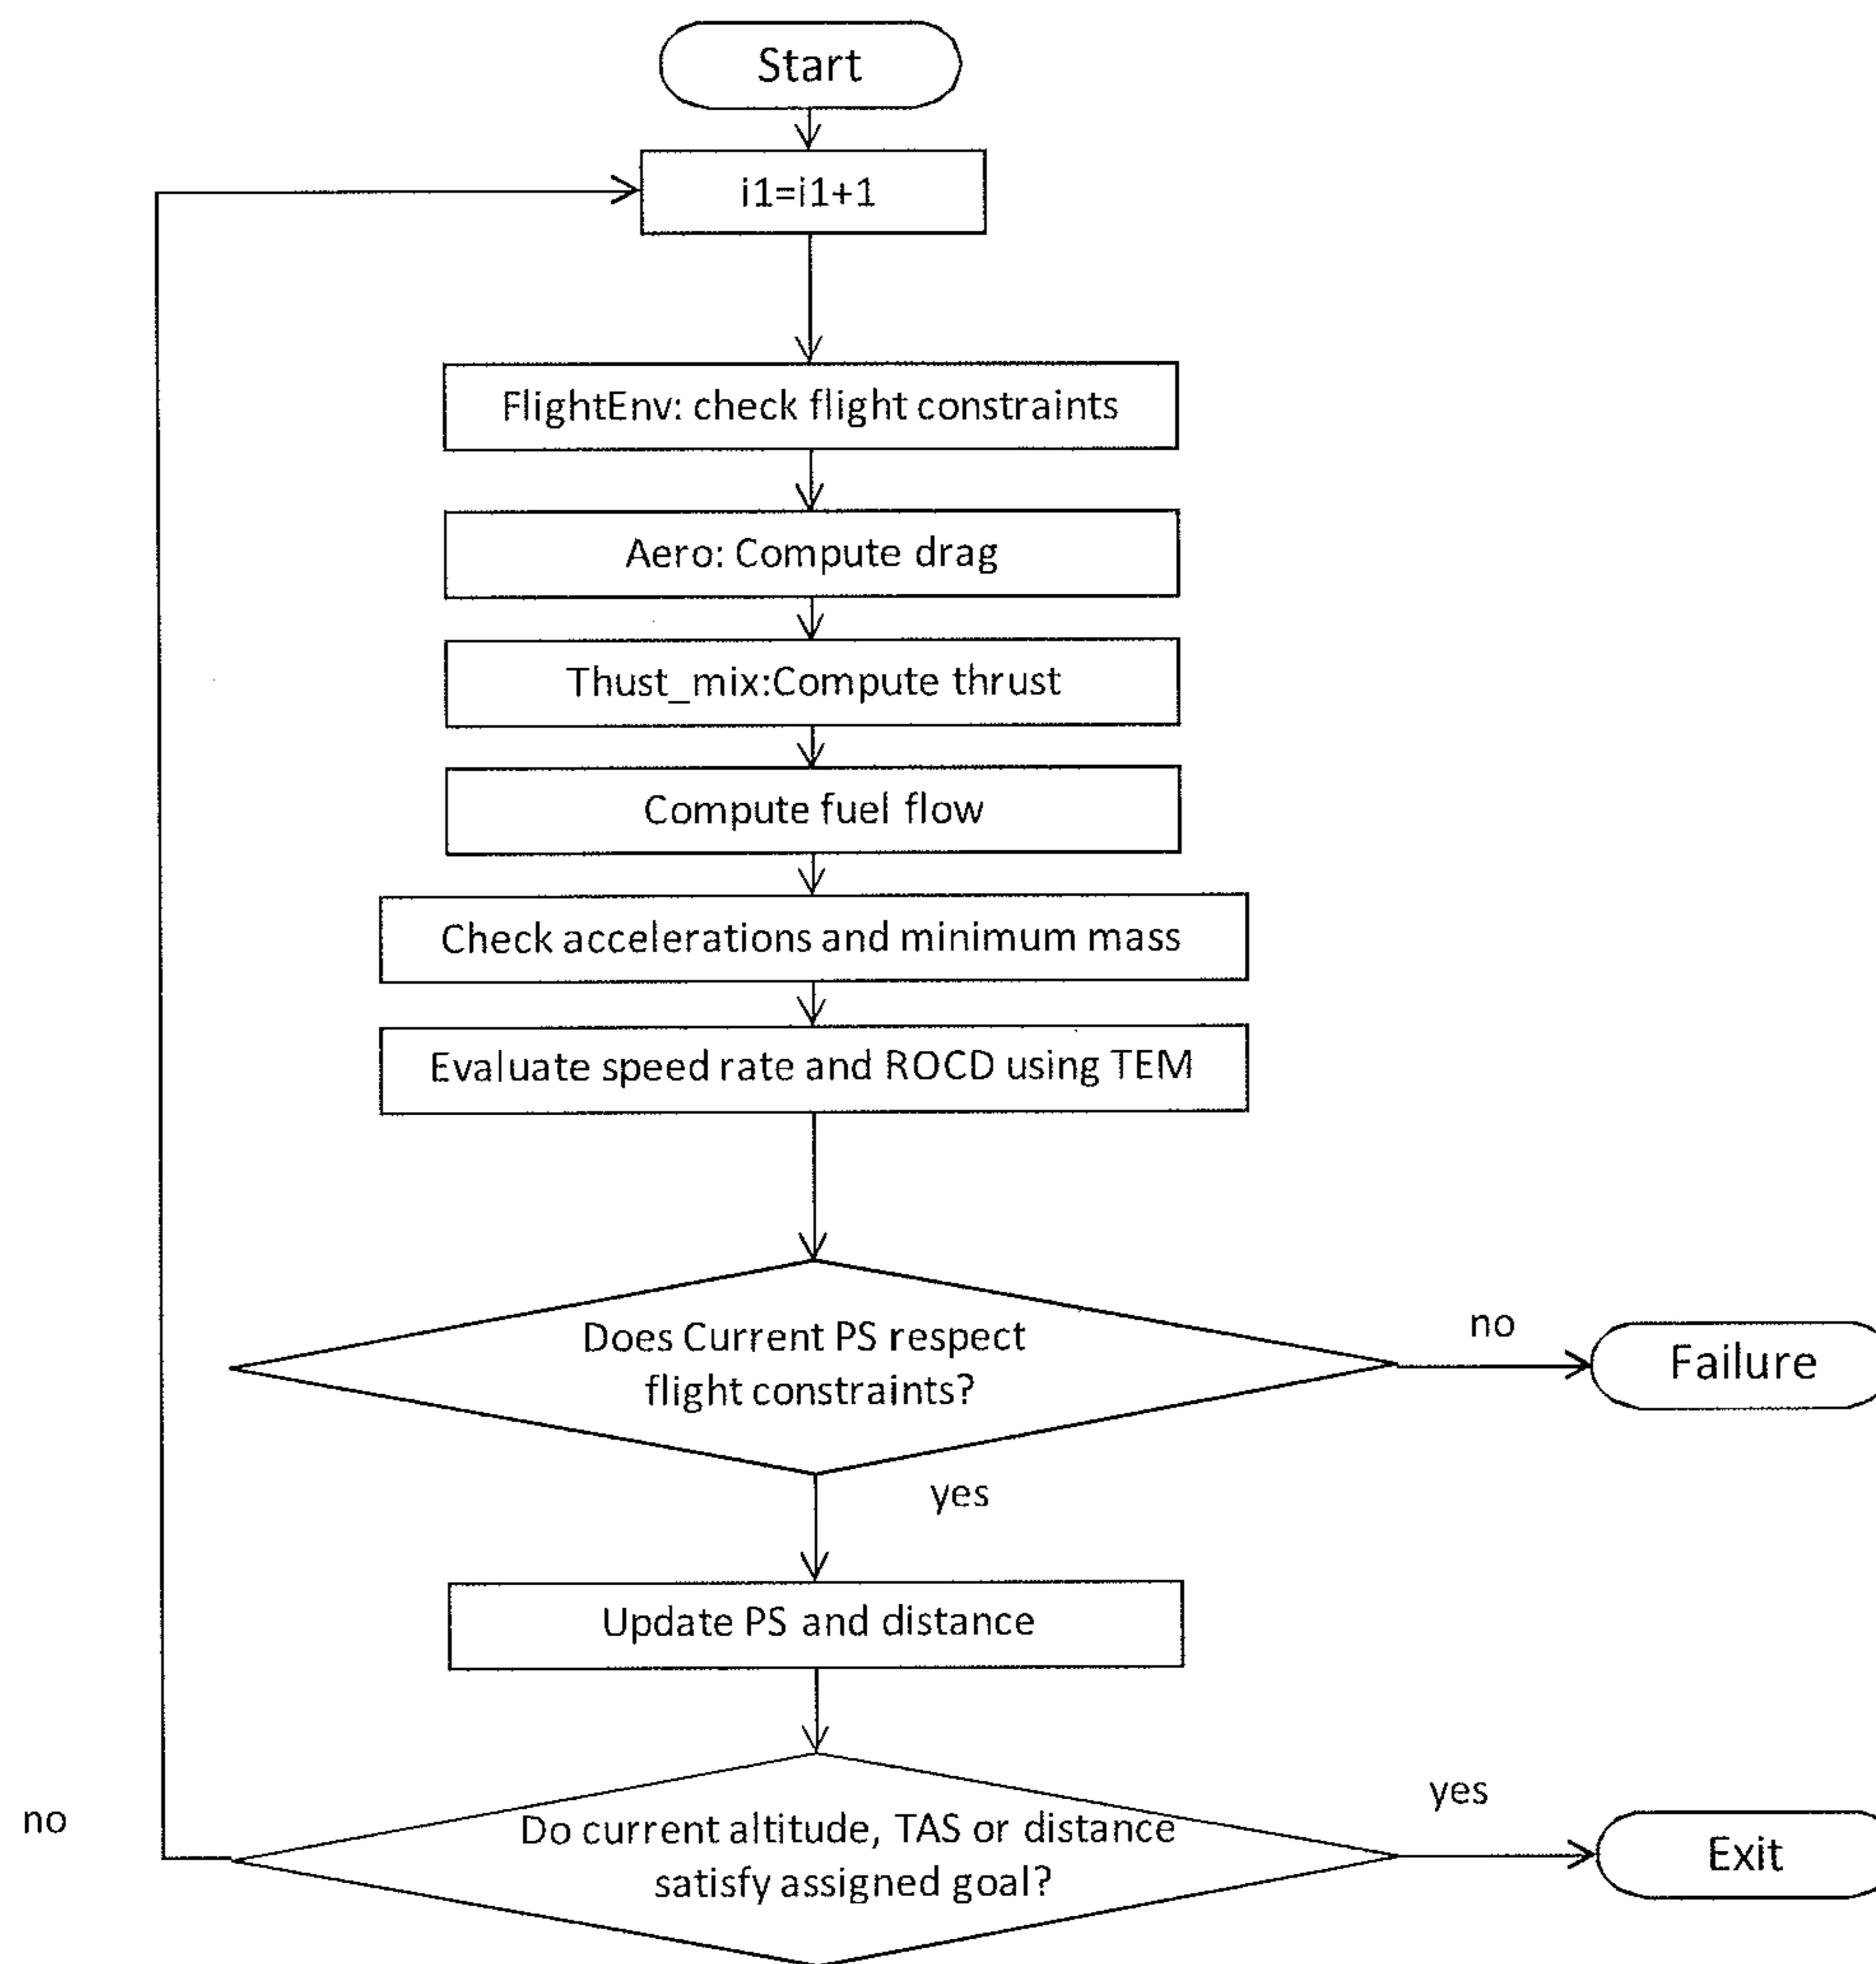 Start
i1=i1+1
FlightEnv: check flight constraints
Aero: Compute drag
Thust_mix:Compute thrust
Compute fuel flow
Check accelerations and minimum mass
Evaluate speed rate and ROCD using TEM
Does Current PS respect
flight constraints?
no
Failure
yes
Update PS and distance
Do current altitude, TAS or distance
satisfy assigned goal?
yes
Exit
no